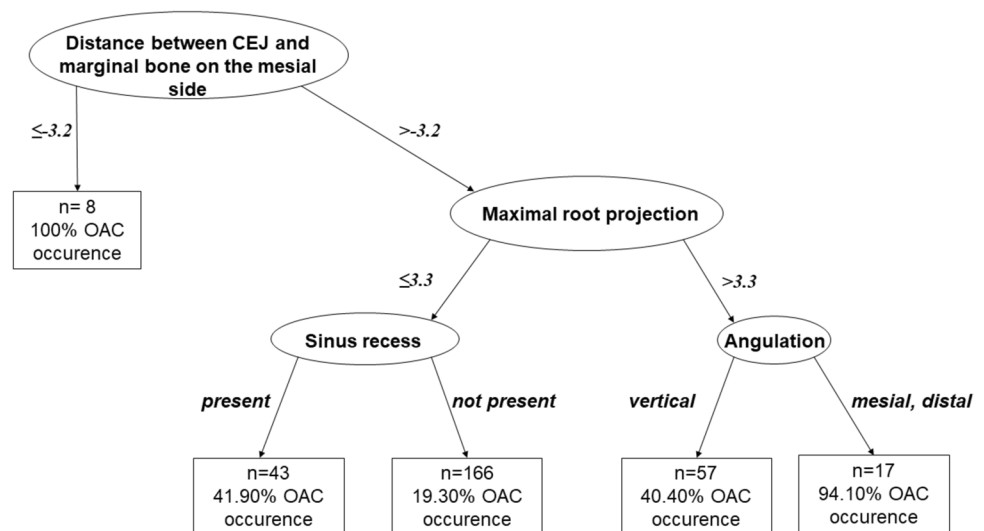 Distance between CEJ and
marginal bone on the mesial
side
≤-3.2
>-3.2
n= 8
100% OAC
occurence
Maximal root projection
≤3.3
>3.3
Sinus recess
Angulation
present
not present
vertical
mesial, distal
n=43
41.90% OAC
occurence
n=166
19.30% OAC
occurence
n=57
40.40% OAC
occurence
n=17
94.10% OAC
occurence